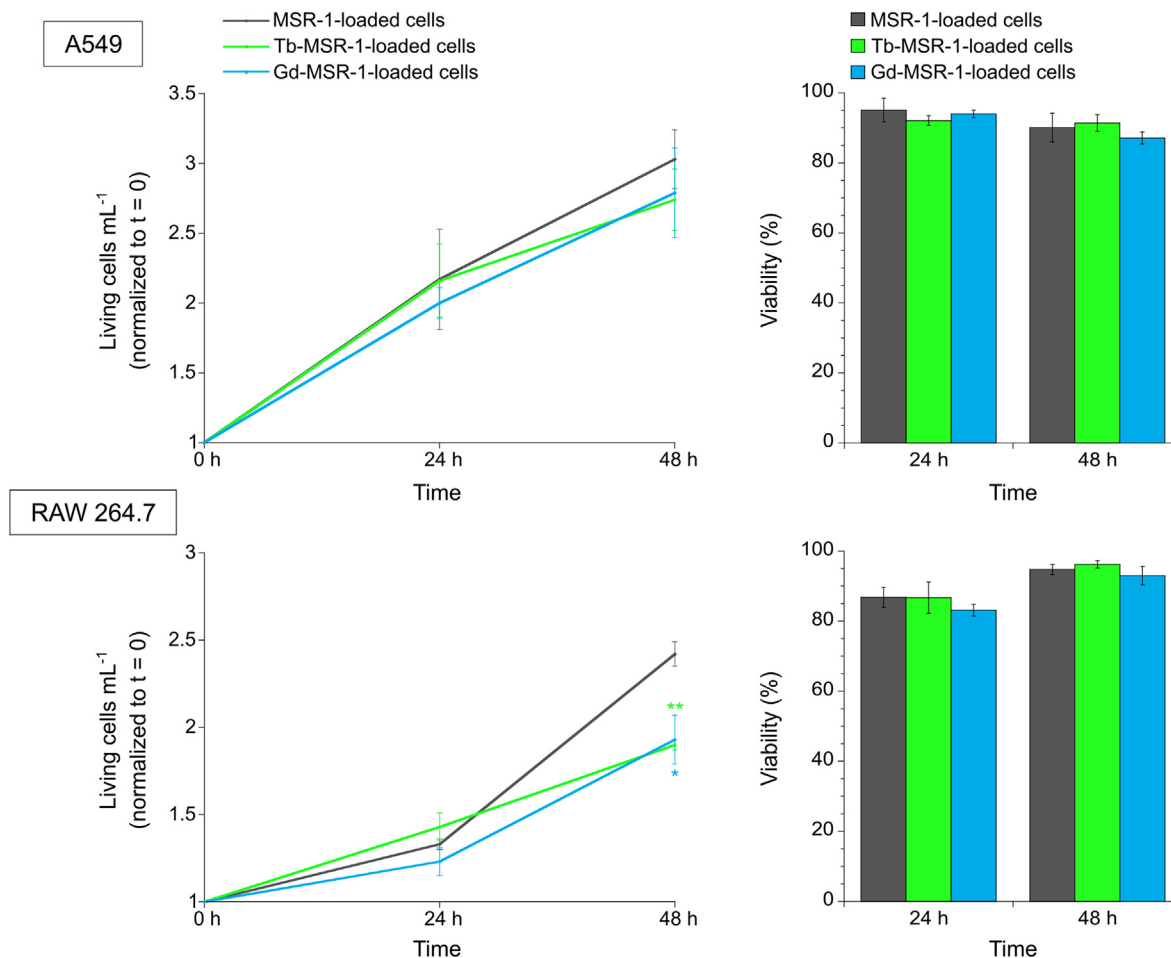 A549
MSR-1-loaded cells
Tb-MSR-1-loaded cells
Gd-MSR-1-loaded cells
Living cells mL⁻¹
(normalized to t = 0)
3.5
3
2.5
2
1.5
1
0 h
24 h
48 h
Time
MSR-1-loaded cells
Tb-MSR-1-loaded cells
Gd-MSR-1-loaded cells
Viability (%)
100
80
60
40
20
0
24 h
48 h
Time
RAW 264.7
Living cells mL⁻¹
(normalized to t = 0)
3
2.5
2
1.5
1
**
*
0 h
24 h
48 h
Time
Viability (%)
100
80
60
40
20
0
24 h
48 h
Time